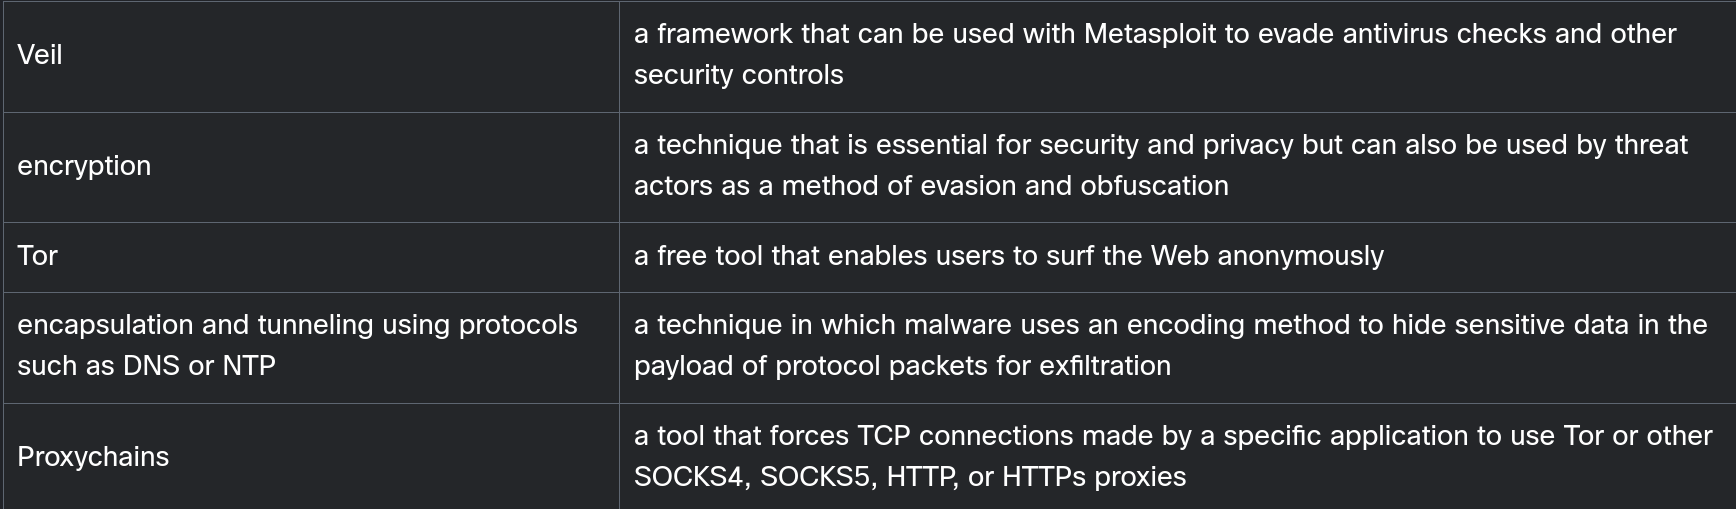 Veil
a framework that can be used with Metasploit to evade antivirus checks and other
security controls
encryption
a technique that is essential for security and privacy but can also be used by threat
actors as a method of evasion and obfuscation
Tor
a free tool that enables users to surf the Web anonymously
encapsulation and tunneling using protocols
such as DNS or NTP
a technique in which malware uses an encoding method to hide sensitive data in the
payload of protocol packets for exfiltration
Proxychains
a tool that forces TCP connections made by a specific application to use Tor or other
SOCKS4, SOCKS5, HTTP, or HTTPs proxies